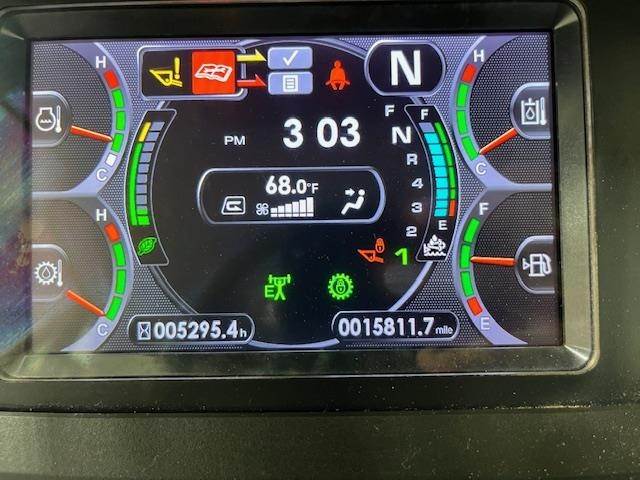 H
H
N
F
F
C
PM 3 03
N
C
R
68.0°F
4
H
3
F
2
E
1
E
C
E
005295.4h
0015811.7mile